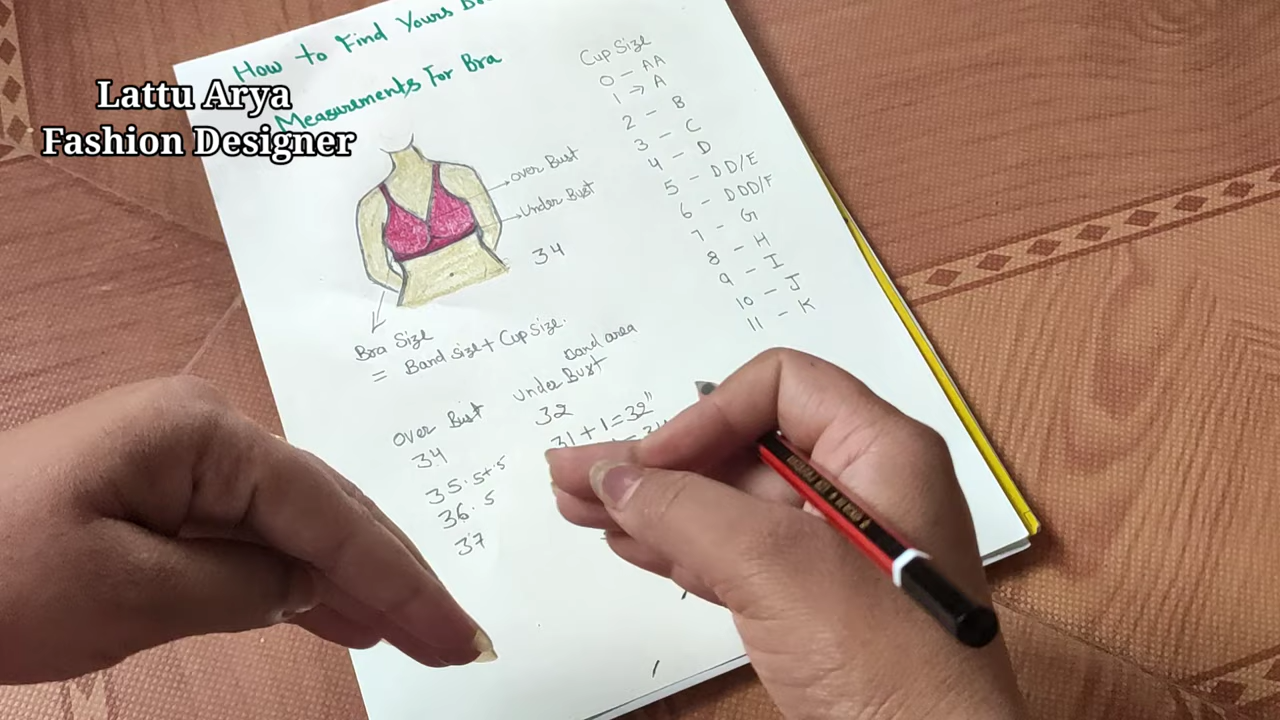 How to Find Yours
Measurements For Bra
Lattu Arya
Fashion Designer
over Bust
Under Bust
34
Bra Size
= Band size + Cup Size.
Cup Size
0 - AA
1 → A
2 - B
3 - C
4 - D
5 - DD/E
6 - DDD/F
7 - G
8 - H
9 - I
10 - J
11 - K
Over Bust
34
35.5+.5
36.5
37
Band area
Under Bust
32
31+1=32"